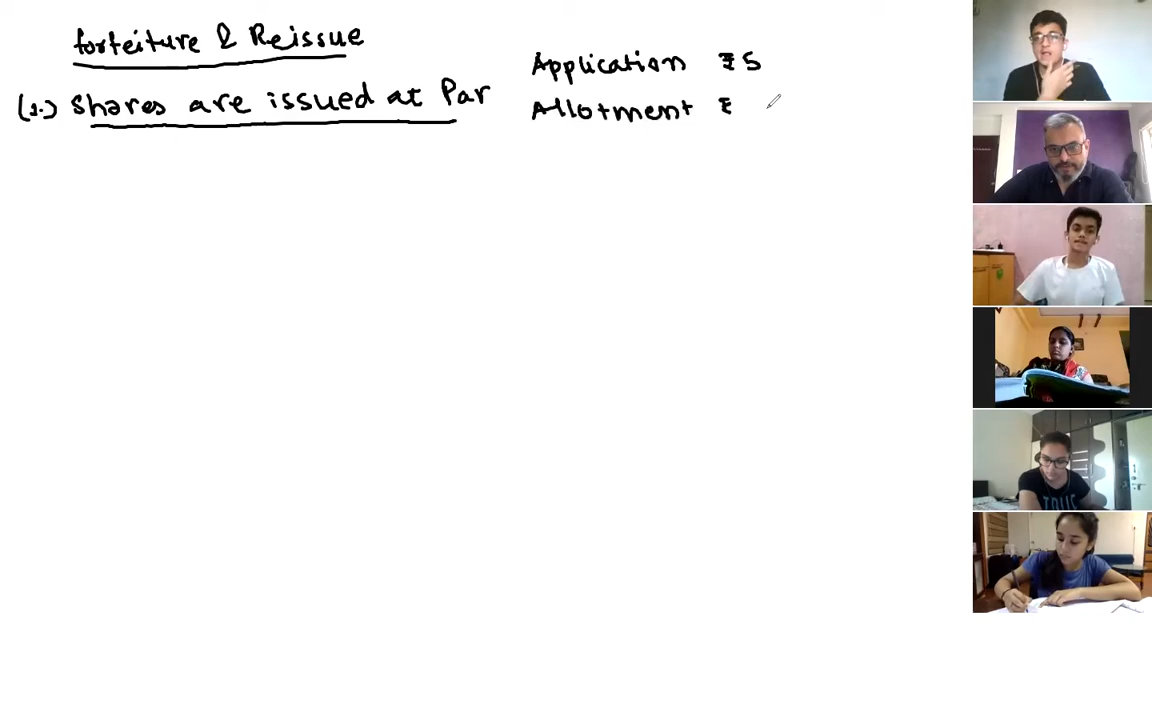 forfeiture & Reissue
(1.) Shares are issued at Par
Application ₹5
Allotment ₹